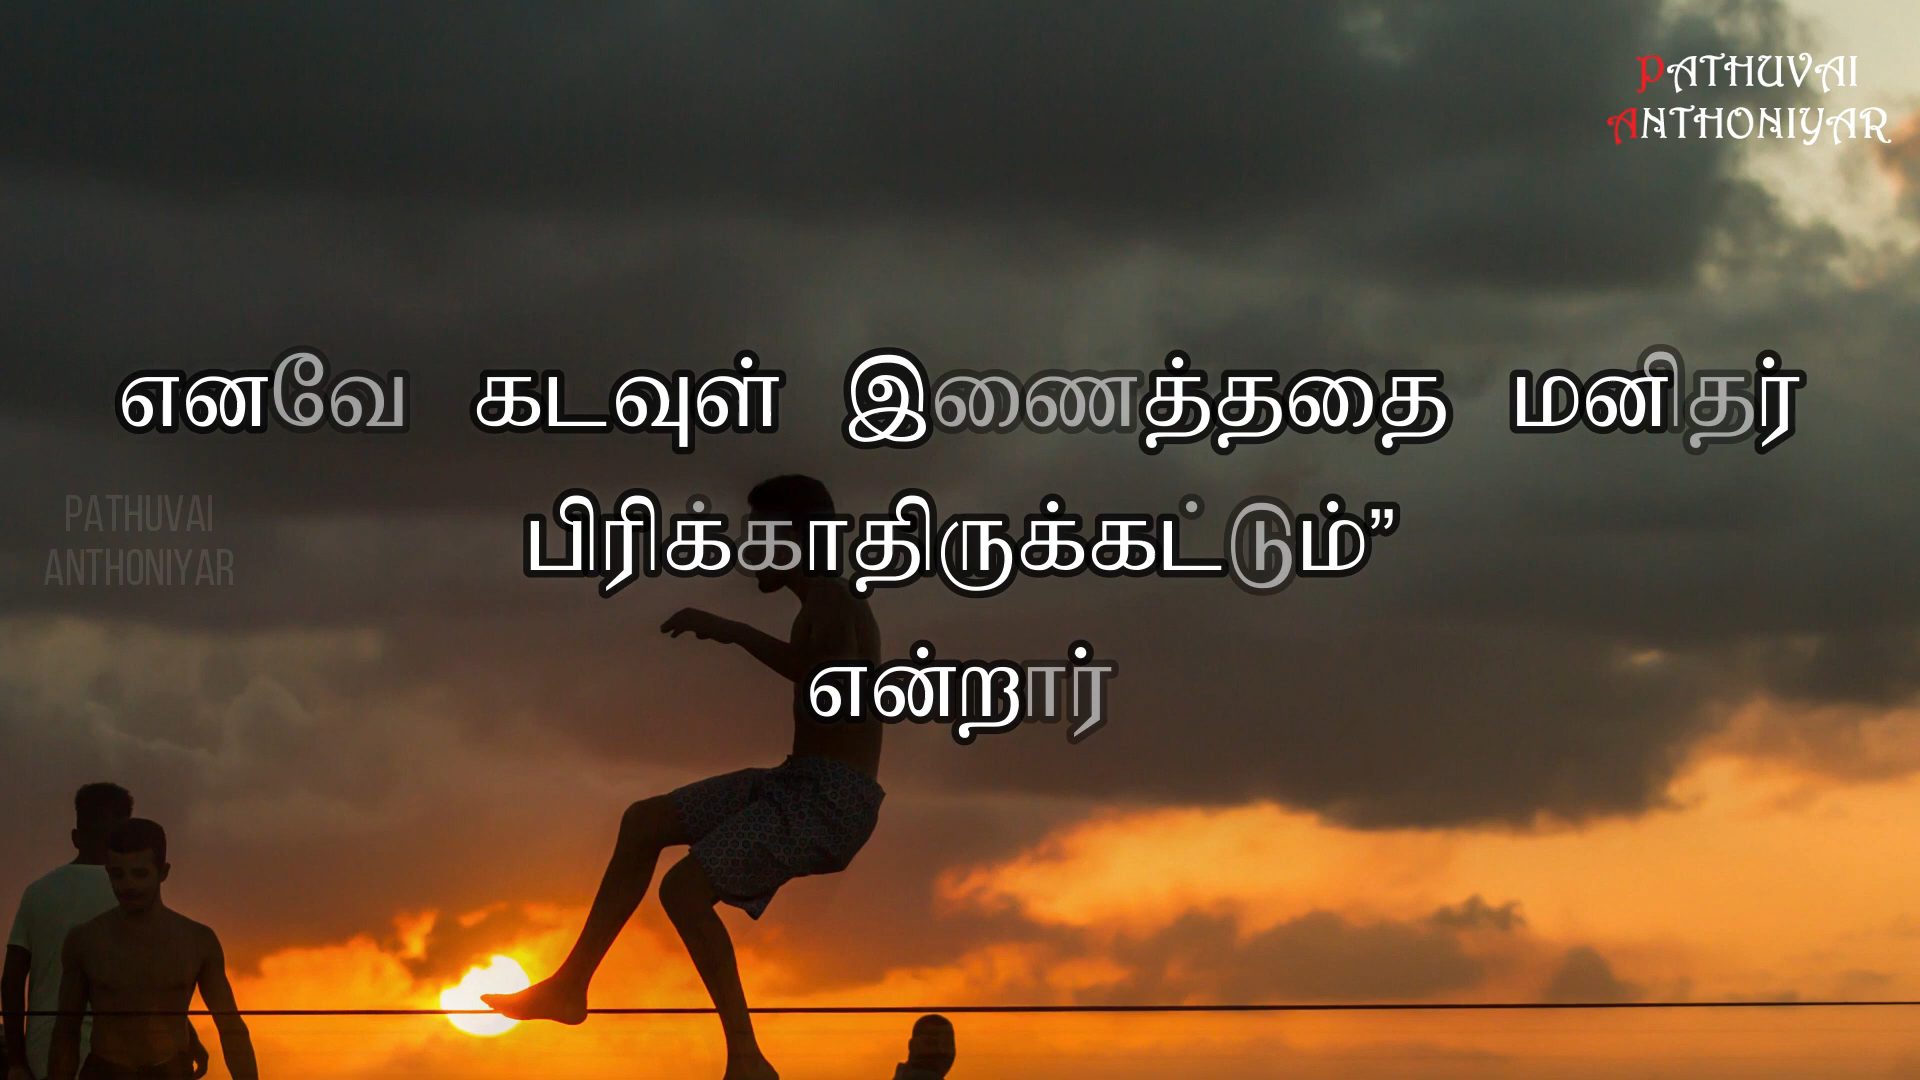 PATHUVAI
ANTHONIYAR
எனவே கடவுள் இணைத்ததை மனிதர்
பிரிக்காதிருக்கட்டும்”
என்றார்
PATHUVAI
ANTHONIYAR